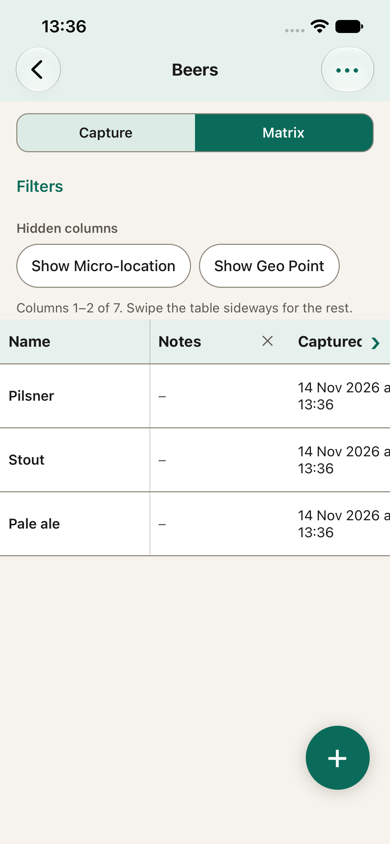 13:36
Beers
Capture
Matrix
Filters
Hidden columns
Show Micro-location
Show Geo Point
Columns 1–2 of 7. Swipe the table sideways for the rest.
Name
Notes
Pilsner
–
14 Nov 2026 a
13:36
Stout
–
14 Nov 2026 a
13:36
Pale ale
–
14 Nov 2026 a
13:36